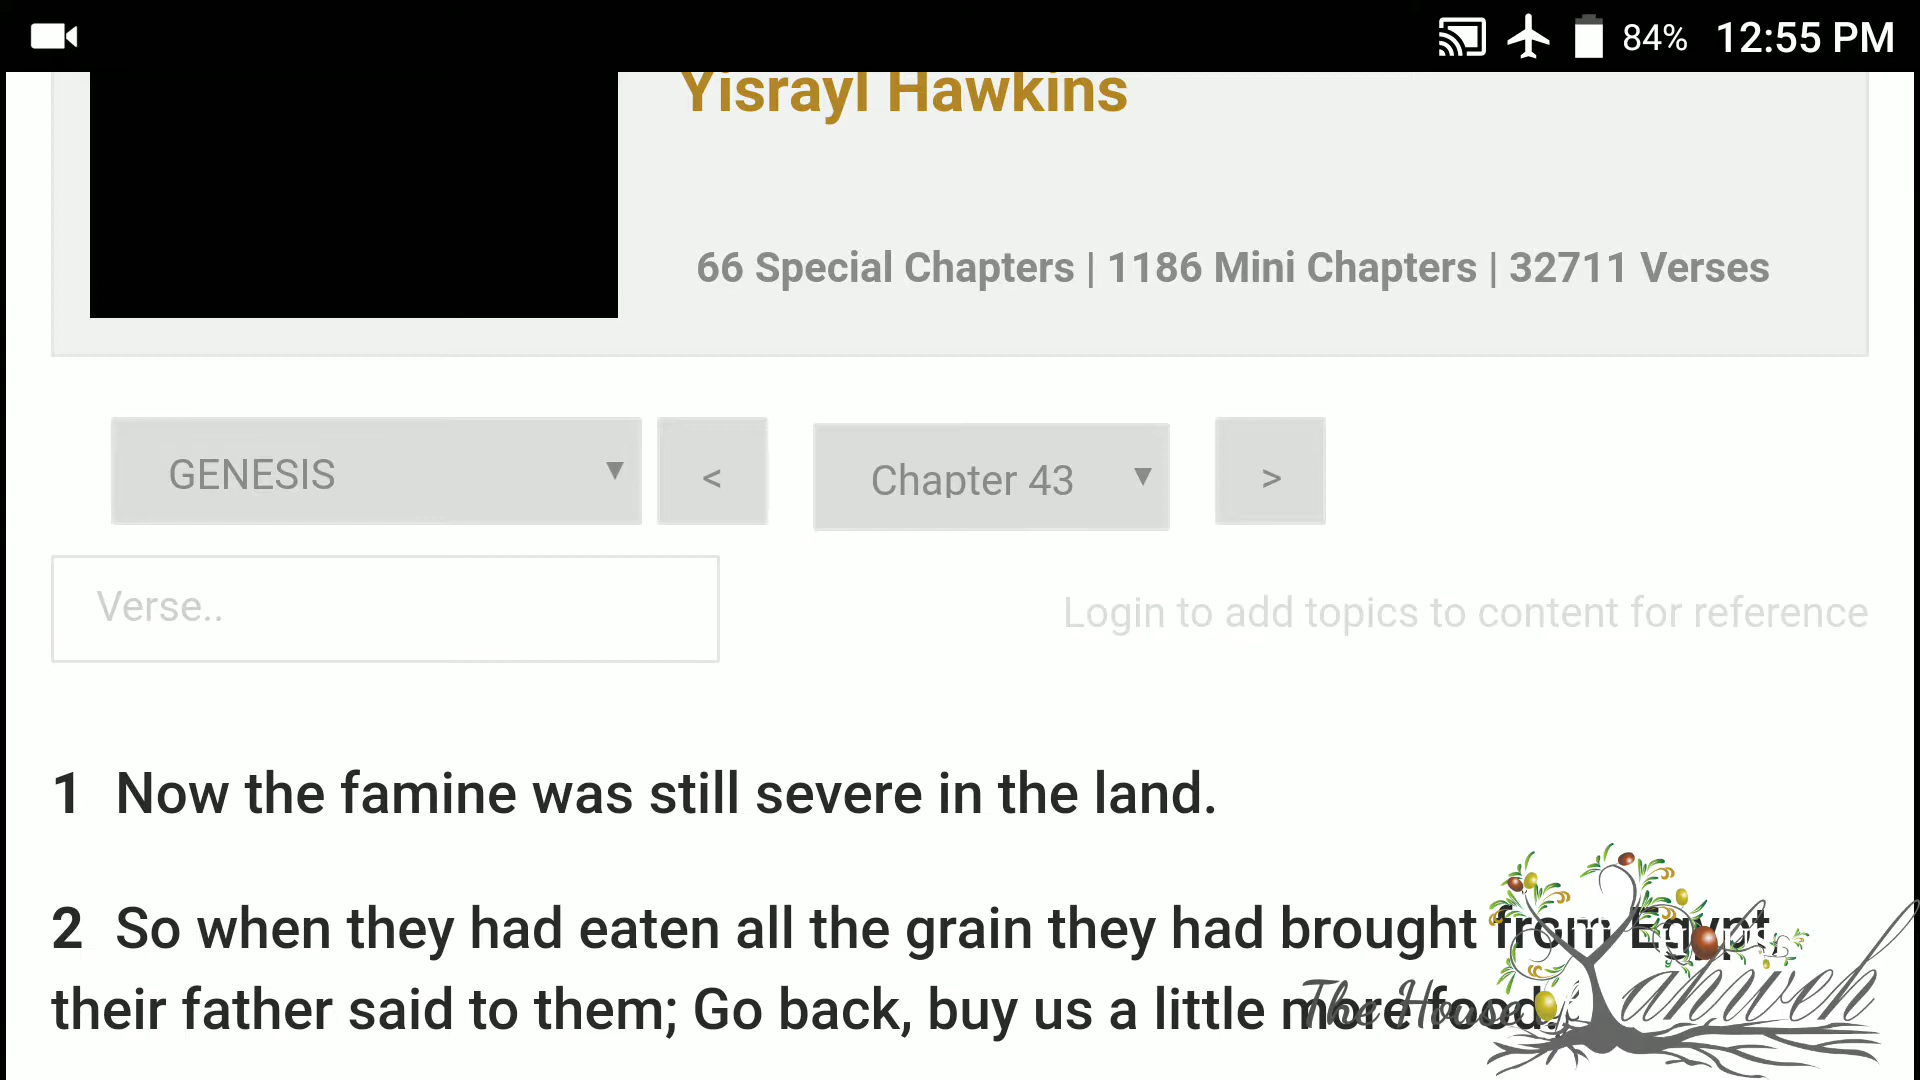 84% 12:55 PM
Yisrayl Hawkins
66 Special Chapters | 1186 Mini Chapters | 32711 Verses
GENESIS ▼ < Chapter 43 ▼ >
Verse..
Login to add topics to content for reference
1 Now the famine was still severe in the land.
2 So when they had eaten all the grain they had brought from Egypt,
their father said to them; Go back, buy us a little more food.
The House of Yahweh